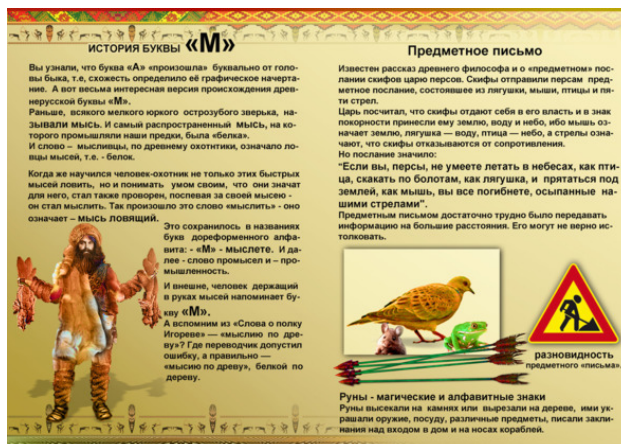 ИСТОРИЯ БУКВЫ «М»
Вы узнали, что буква «А» «произошла» буквально от голо-
вы быка, т.е, схожесть определило её графическое начерта-
ние. А вот весьма интересная версия происхождения древ-
нерусской буквы «М».
Раньше, всякого мелкого юркого острозубого зверька, на-
зывали мысь. И самый распространенный мысь, на ко-
торого промышляли наши предки, была «белка».
И слово – мысливцы, по древнему охотнтики, означало ло-
вцы мысей, т.е. - белок.
Когда же научился человек-охотник не только этих быстрых
мысей ловить, но и понимать умом своим, что они значат
для него, стал также проворен, поспевая за своей мысею -
он стал мыслить. Так произошло это слово «мыслить» - оно
означает – мысь ловящий.
Это сохранилось в названиях
букв дореформенного алфа-
вита: - «М» - мыслете. И да-
лее - слово промысел и – про-
мышленность.
И внешне, человек держащий
в руках мысей напоминает бу-
кву «М».
А вспомним из «Слова о полку
Игореве» — «мыслию по дре-
ву»? Где переводчик допустил
ошибку, а правильно —
«мысию по древу», белкой по
дереву.
Предметное письмо
Известен рассказ древнего философа и о «предметном» пос-
лании скифов царю персов. Скифы отправили персам пред-
метное послание, состоявшее из лягушки, мыши, птицы и пя-
ти стрел.
Царь посчитал, что скифы отдают себя в его власть и в знак
покорности принесли ему землю, воду и небо, ибо мышь оз-
начает землю, лягушка — воду, птица — небо, а стрелы озна-
чают, что скифы отказываются от сопротивления.
Но послание значило:
"Если вы, персы, не умеете летать в небесах, как пти-
ца, скакать по болотам, как лягушка, и прятаться под
землей, как мышь, вы все погибнете, осыпанные на-
шими стрелами".
Предметным письмом достаточно трудно было передавать
информацию на большие расстояния. Его могут не верно ис-
толковать.
разновидность
предметного «письма».
Руны - магические и алфавитные знаки
Руны высекали на камнях или вырезали на дереве, ими ук-
рашали оружие, посуду, различные предметы, писали закли-
нания над входом в дом и на носах кораблей.